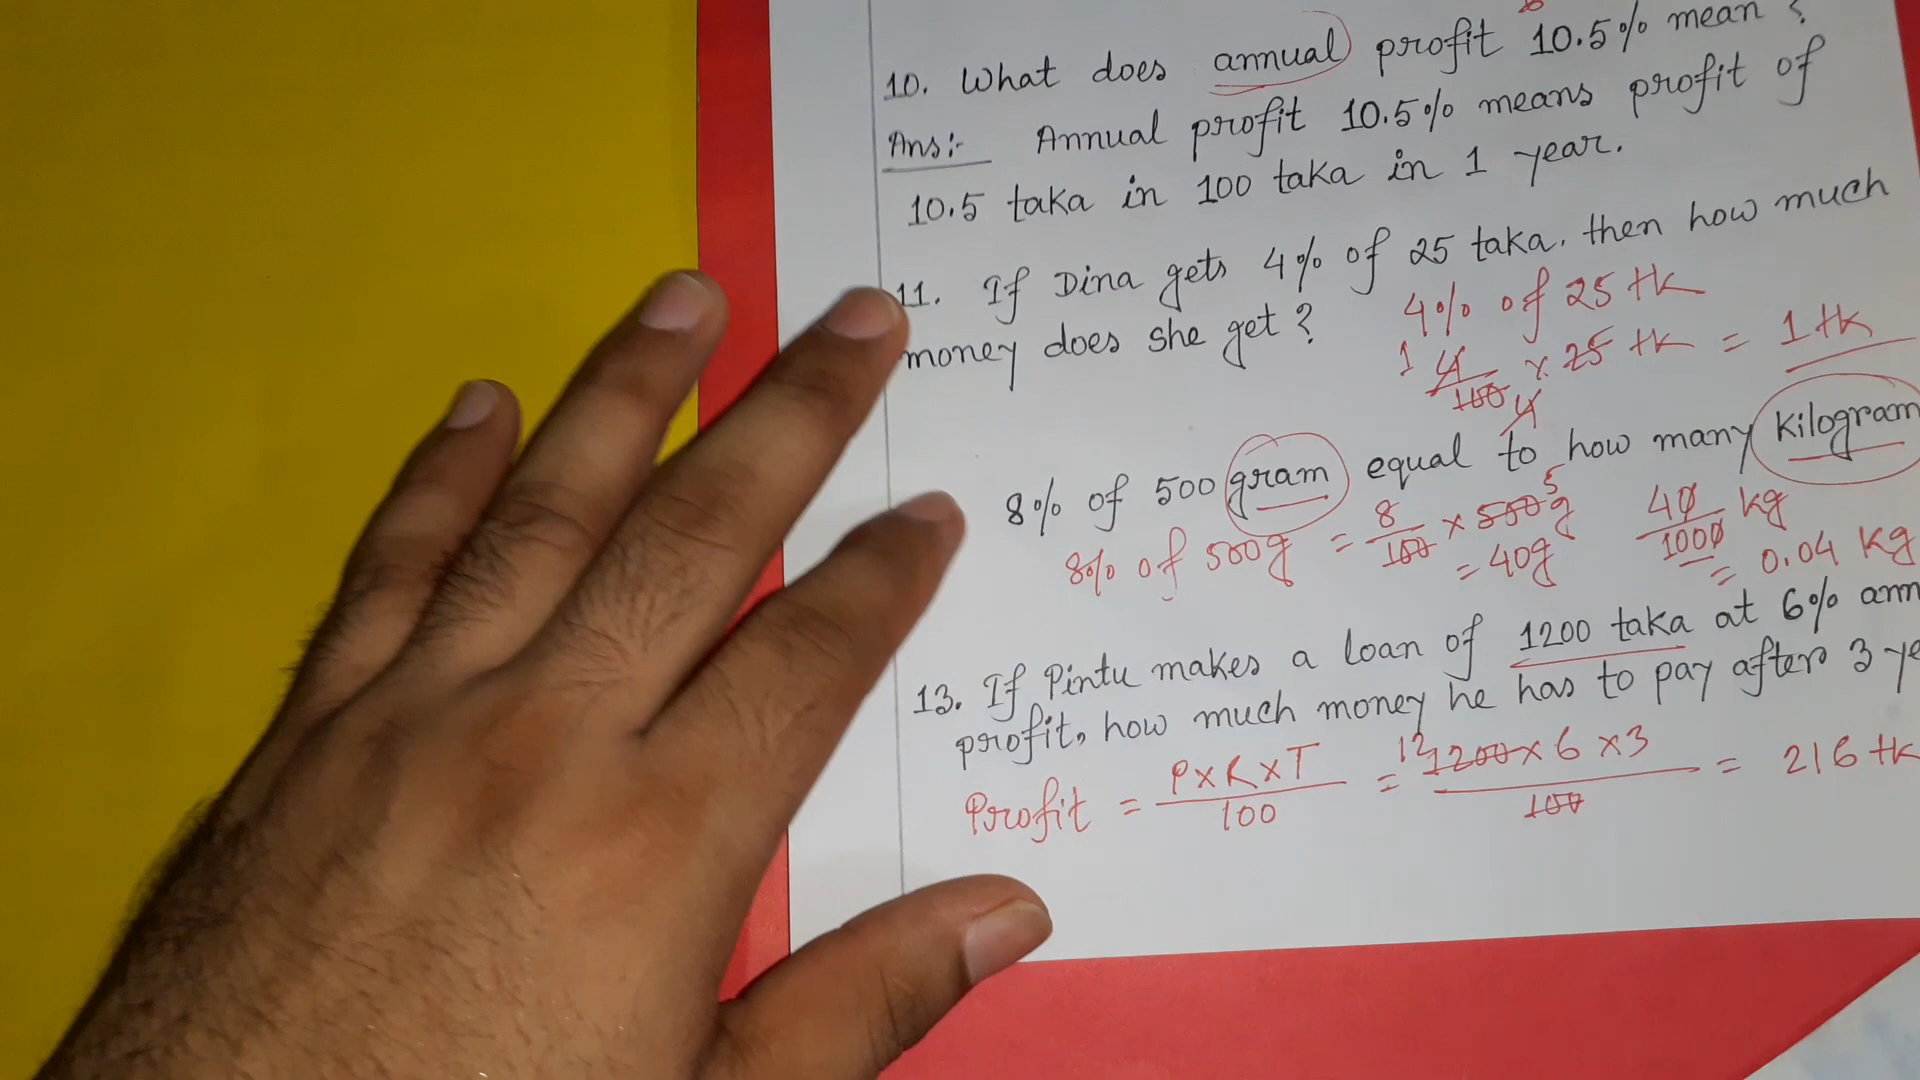 10. What does annual profit 10.5% mean ?
Ans:- Annual profit 10.5% means profit of
10.5 taka in 100 taka in 1 year.
11. If Dina gets 4% of 25 taka, then how much
money does she get ?
4% of 25 tk
1 4/100 4 × 25 tk = 1 tk
8% of 500 gram equal to how many kilogram
8% of 500g = 8/100 × 500 5 g
= 40g
40/1000 kg
= 0.04 kg
13. If Pintu makes a loan of 1200 taka at 6% ann
profit, how much money he has to pay after 3 ye
Profit = P×R×T/100 = 12 1200×6×3/100 = 216 tk